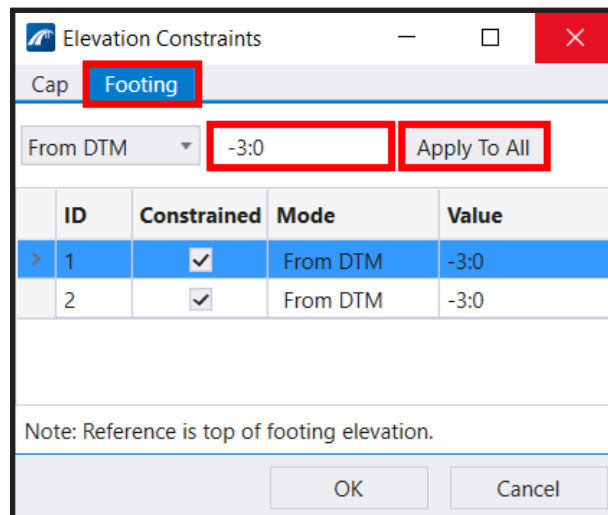 Elevation Constraints
Cap Footing
From DTM -3:0 Apply To All
ID Constrained Mode Value
1 From DTM -3:0
2 From DTM -3:0
Note: Reference is top of footing elevation.
OK Cancel